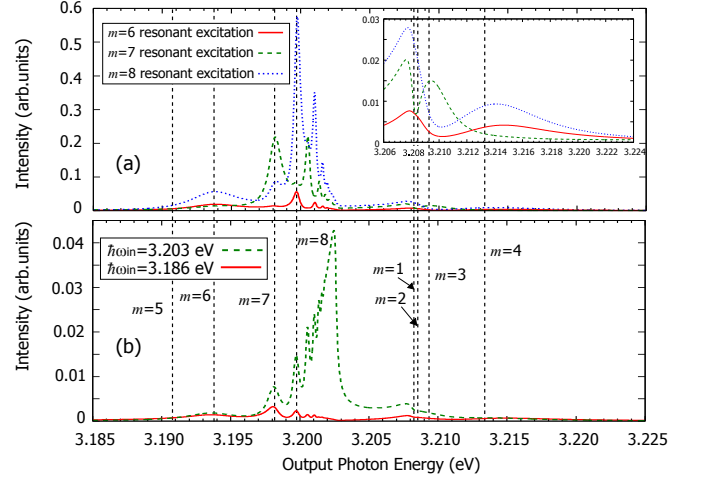 0.6
0.5
0.4
0.3
0.2
0.1
0
Intensity (arb.units)
m=6 resonant excitation
m=7 resonant excitation
m=8 resonant excitation
(a)
0.03
0.02
0.01
0
3.206 3.208 3.210 3.212 3.214 3.216 3.218 3.220 3.222 3.224
0.04
0.03
0.02
0.01
0
Intensity (arb.units)
ħωin=3.203 eV
ħωin=3.186 eV
m=8
m=4
m=1
m=3
m=6
m=7
m=2
m=5
(b)
3.185 3.190 3.195 3.200 3.205 3.210 3.215 3.220 3.225
Output Photon Energy (eV)